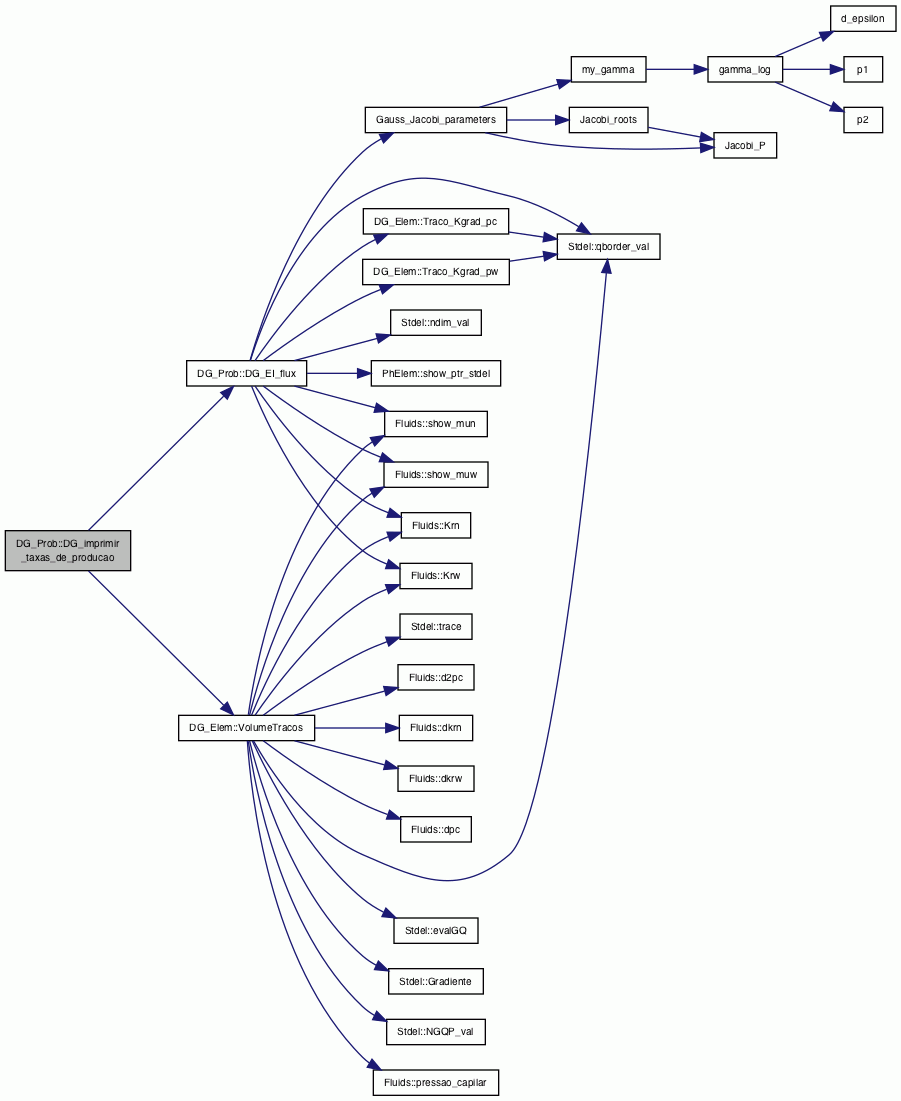 d_epsilon
my_gamma
gamma_log
p1
Gauss_Jacobi_parameters
Jacobi_roots
p2
Jacobi_P
DG_Elem::Traco_Kgrad_pc
Stdel::qborder_val
DG_Elem::Traco_Kgrad_pw
Stdel::ndim_val
DG_Prob::DG_EI_flux
PhElem::show_ptr_stdel
Fluids::show_mun
Fluids::show_muw
Fluids::Krn
DG_Prob::DG_imprimir
_taxas_de_producao
Fluids::Krw
Stdel::trace
Fluids::d2pc
DG_Elem::VolumeTracos
Fluids::dkrn
Fluids::dkrw
Fluids::dpc
Stdel::evalGQ
Stdel::Gradiente
Stdel::NGQP_val
Fluids::pressao_capilar